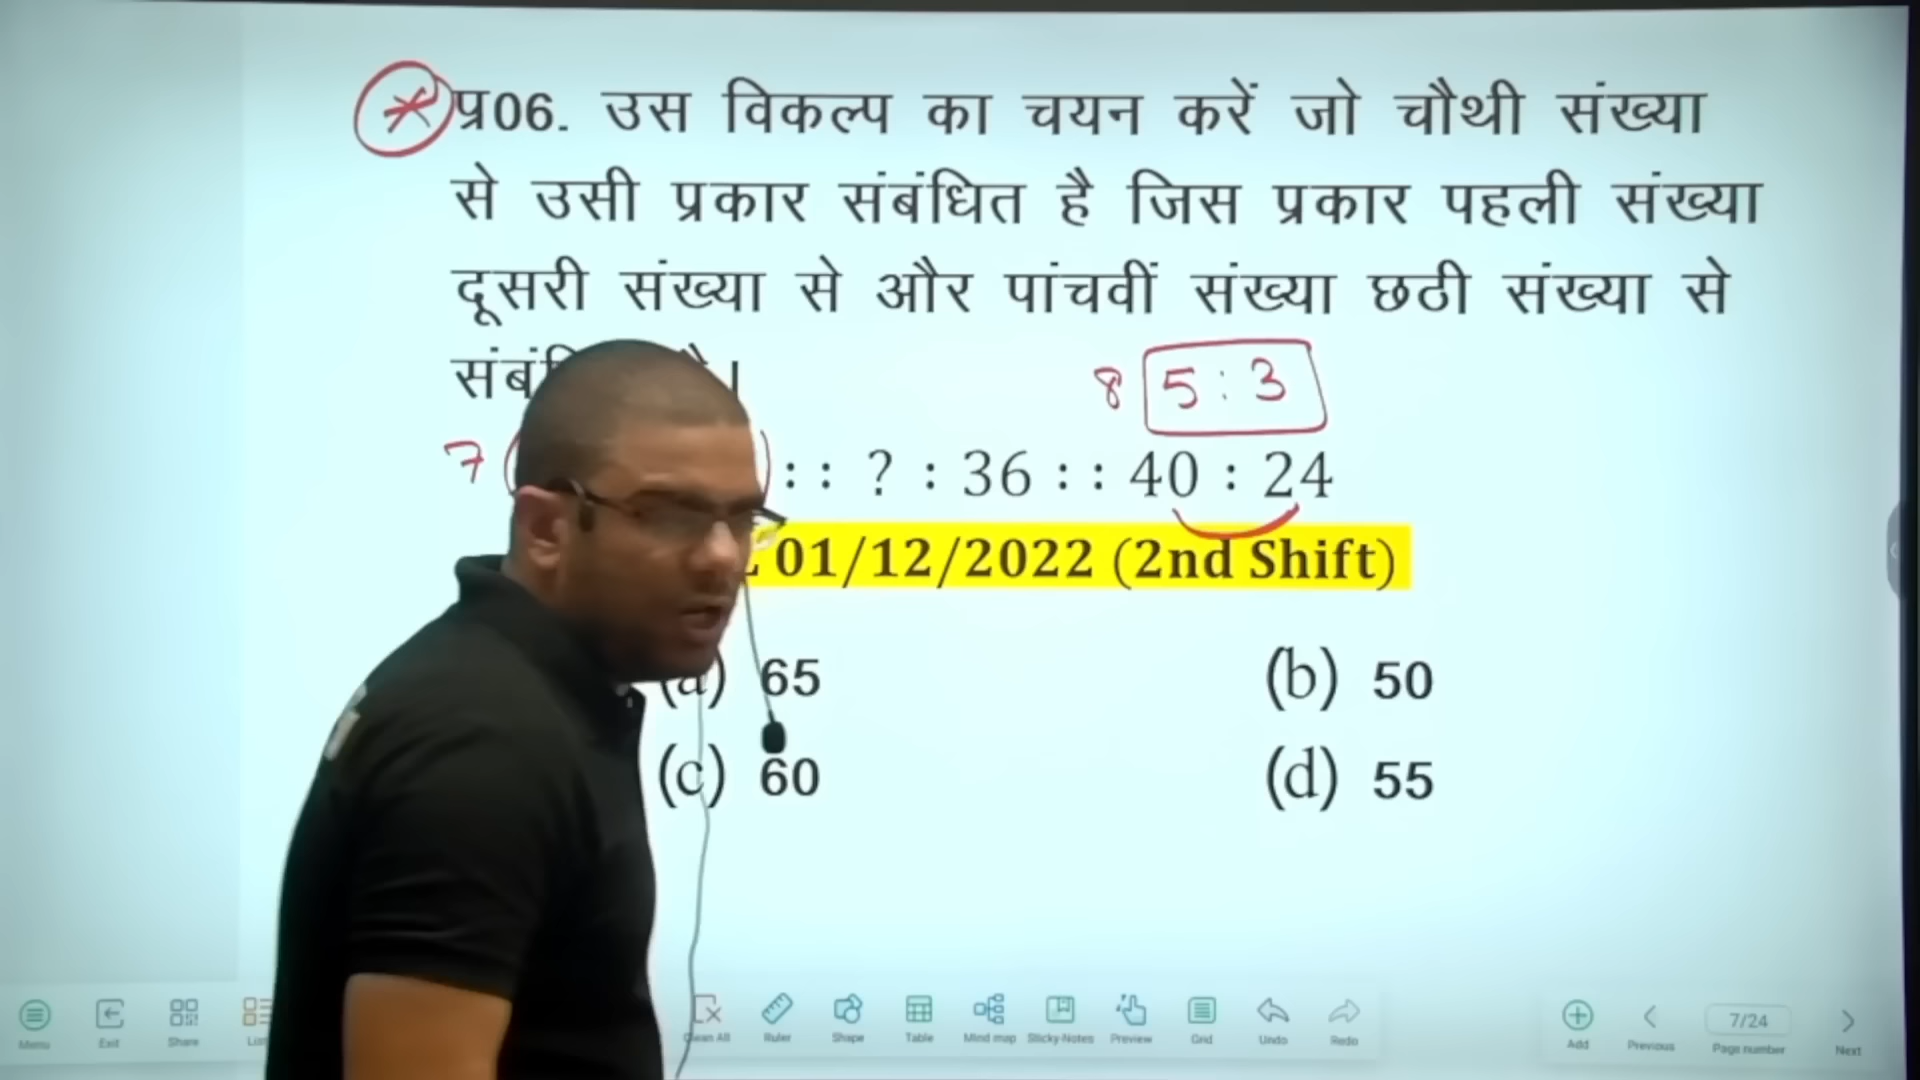 प्र06. उस विकल्प का चयन करें जो चौथी संख्या
से उसी प्रकार संबंधित है जिस प्रकार पहली संख्या
दूसरी संख्या से और पांचवीं संख्या छठी संख्या से
8 5 : 3
7 : : ? : 36 : : 40 : 24
01/12/2022 (2nd Shift)
(a) 65 (b) 50
(c) 60 (d) 55
Menu Exit Share Clean All Ruler Shape Table Mind map Sticky-Notes Preview Grid Undo Redo Add Previous 7/24 Page number Next